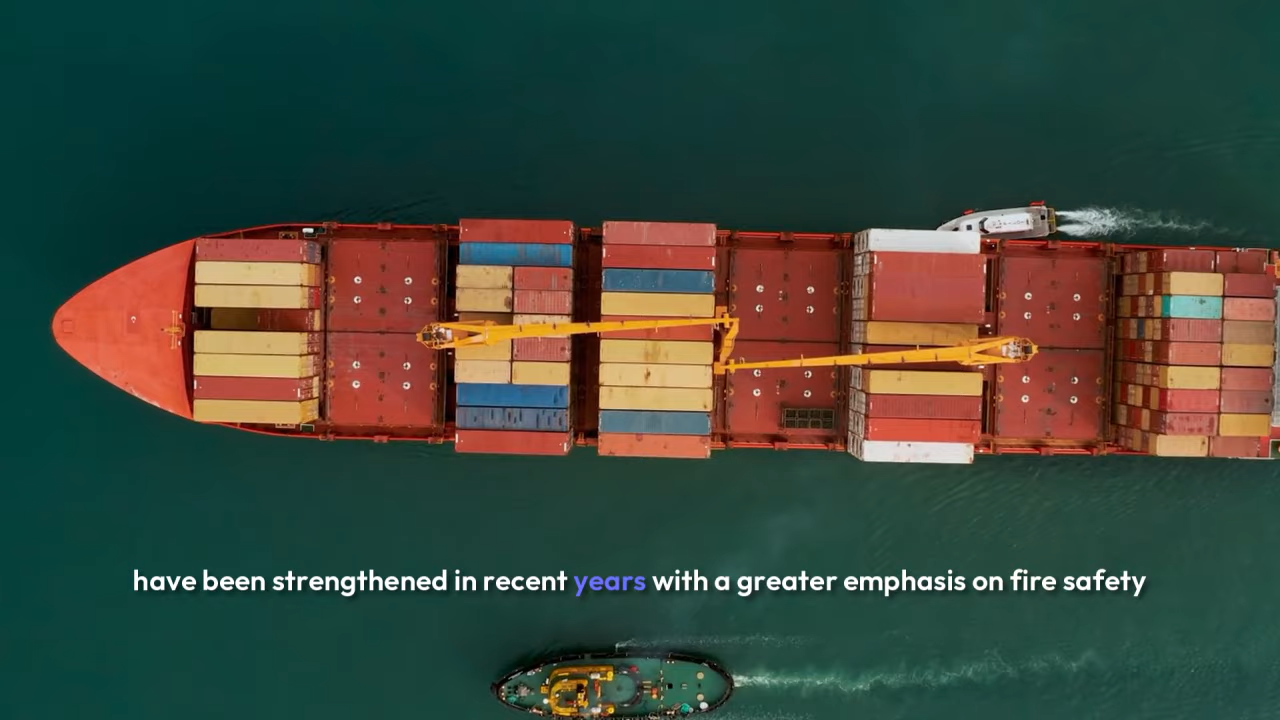 have been strengthened in recent years with a greater emphasis on fire safety